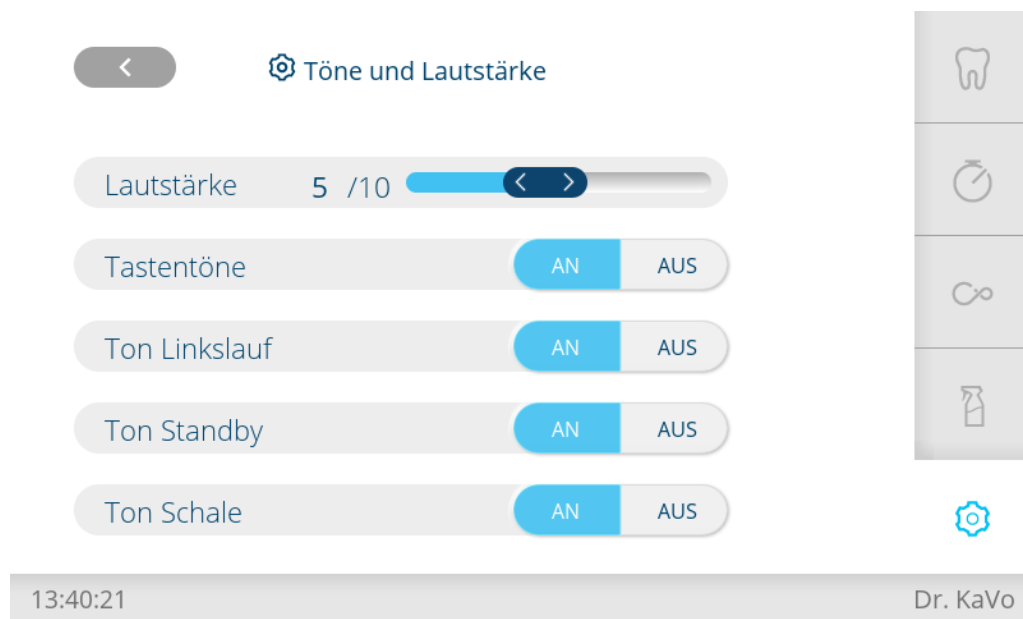 Töne und Lautstärke
Lautstärke 5 /10
Tastentöne AN AUS
Ton Linkslauf AN AUS
Ton Standby AN AUS
Ton Schale AN AUS
13:40:21 Dr. KaVo